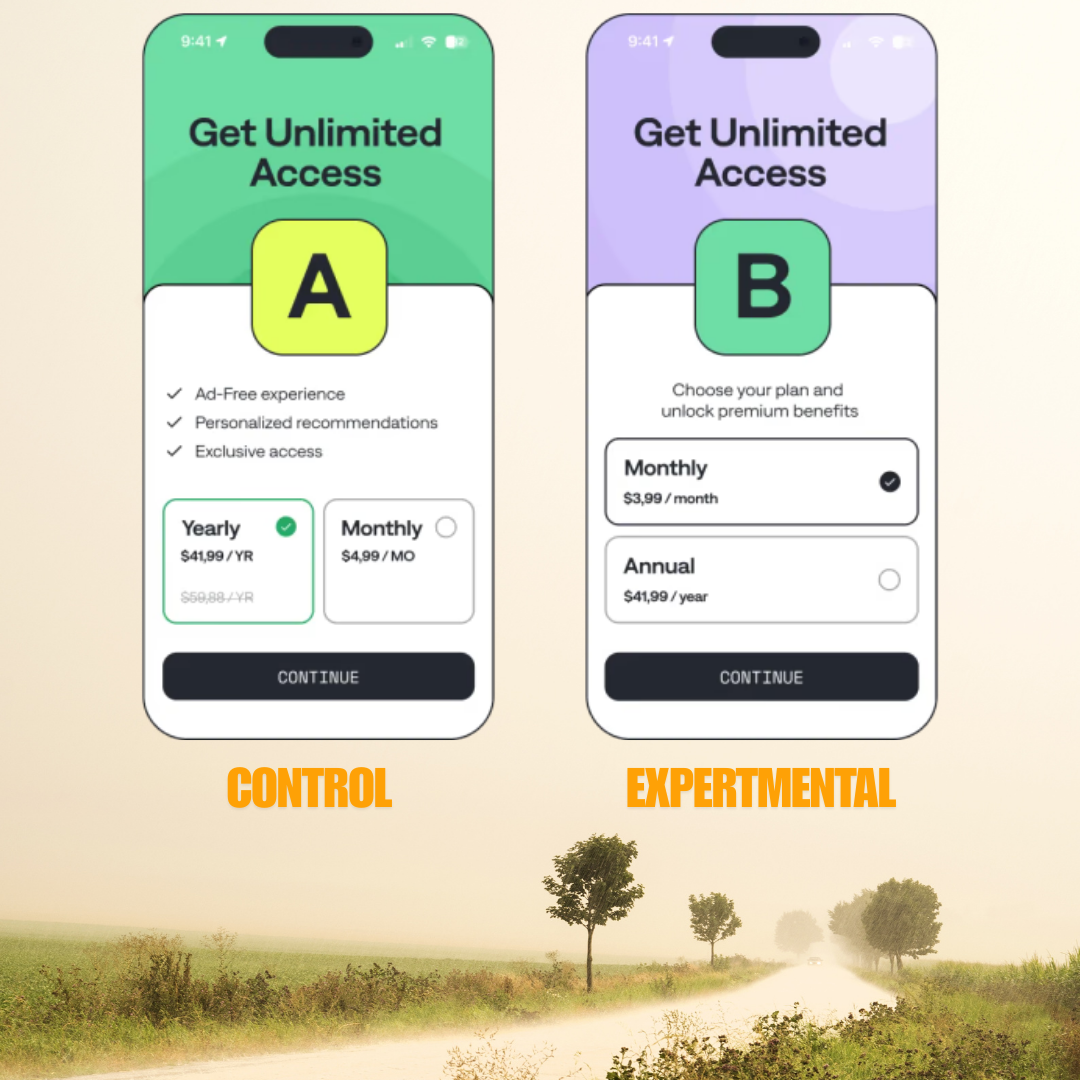 9:41
Get Unlimited
Access
A
Ad-Free experience
Personalized recommendations
Exclusive access
Yearly
$41,99 / YR
$59,88 / YR
Monthly
$4,99 / MO
CONTINUE
CONTROL
9:41
Get Unlimited
Access
B
Choose your plan and
unlock premium benefits
Monthly
$3,99 / month
Annual
$41,99 / year
CONTINUE
EXPERTMENTAL